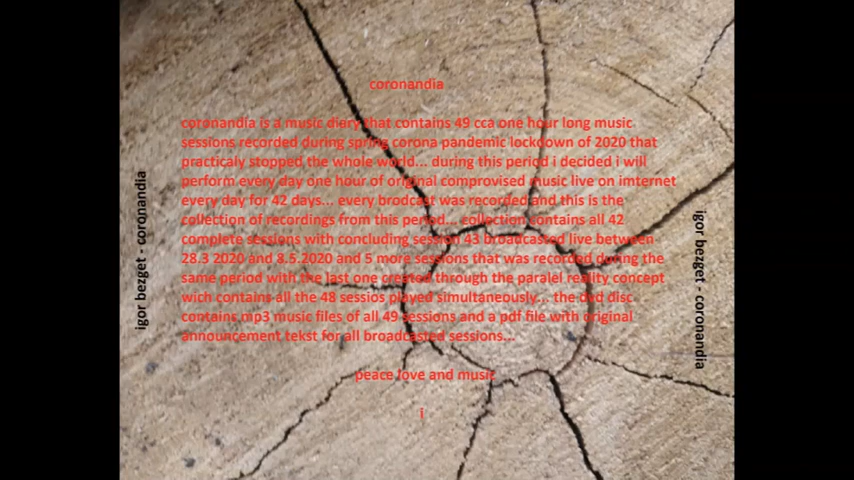 coronandia
coronandia is a music diary that contains 49 cca one hour long music
sessions recorded during spring corona pandemic lockdown of 2020 that
practicaly stopped the whole world... during this period i decided i will
perform every day one hour of original comprovised music live on imternet
every day for 42 days... every brodcast was recorded and this is the
collection of recordings from this period... collection contains all 42
complete sessions with concluding session 43 broadcasted live between
28.3 2020 and 8.5.2020 and 5 more sessions that was recorded during the
same period with the last one created through the paralel reality concept
wich contains all the 48 sessios played simultaneously... the dvd disc
contains mp3 music files of all 49 sessions and a pdf file with original
announcement tekst for all broadcasted sessions...
peace love and music
i
igor bezget - coronandia
igor bezget - coronandia